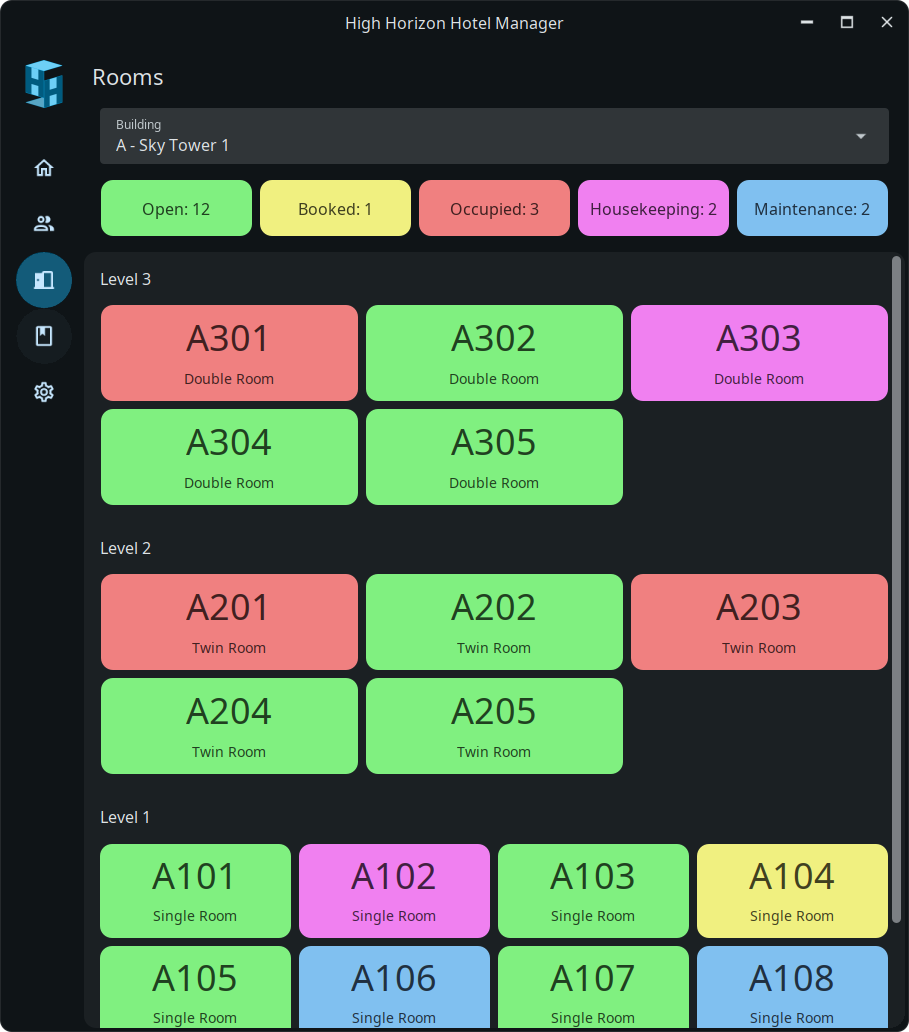 High Horizon Hotel Manager
Rooms
Building
A - Sky Tower 1
Open: 12
Booked: 1
Occupied: 3
Housekeeping: 2
Maintenance: 2
Level 3
A301
Double Room
A302
Double Room
A303
Double Room
A304
Double Room
A305
Double Room
Level 2
A201
Twin Room
A202
Twin Room
A203
Twin Room
A204
Twin Room
A205
Twin Room
Level 1
A101
Single Room
A102
Single Room
A103
Single Room
A104
Single Room
A105
Single Room
A106
Single Room
A107
Single Room
A108
Single Room